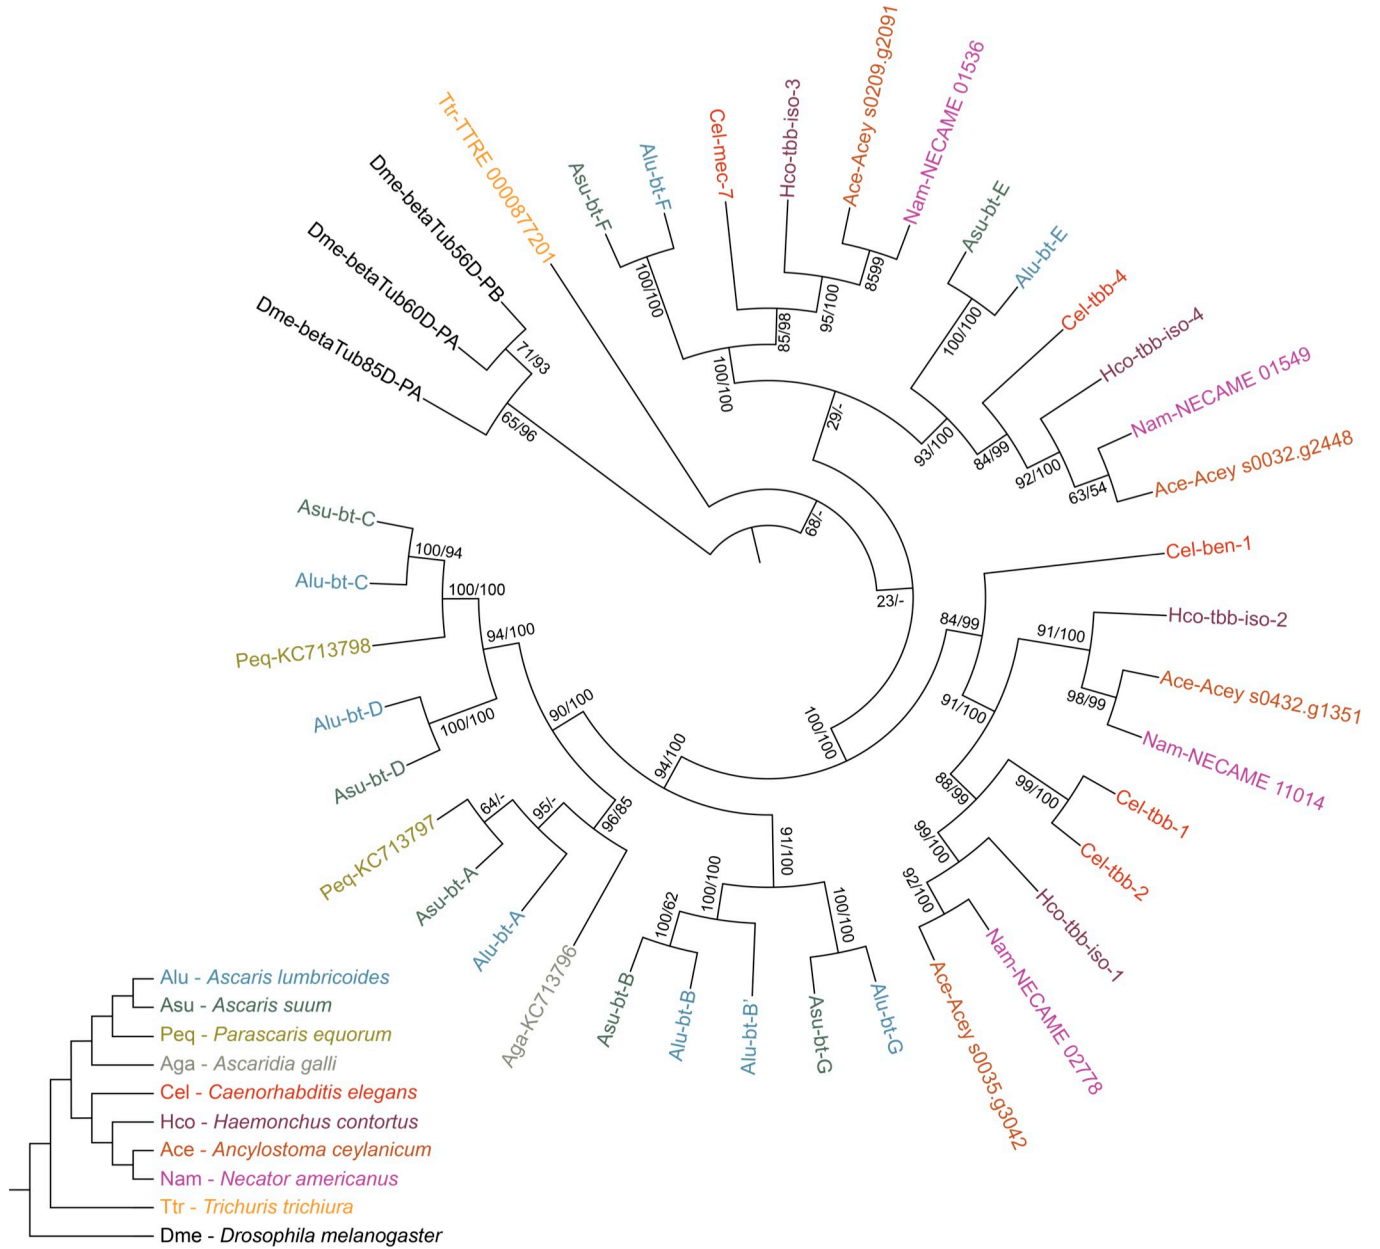 Ttr-TTRE 0000877201
Asu-bt-F
Alu-bt-F
Cel-mec-7
Hco-tbb-iso-3
Ace-Acey s0209.g2091
Nam-NECAME 01536
Asu-bt-E
Alu-bt-E
Cel-tbb-4
Hco-tbb-iso-4
Nam-NECAME 01549
Ace-Acey s0032.g2448
Cel-ben-1
Hco-tbb-iso-2
Ace-Acey s0432.g1351
Nam-NECAME 11014
Cel-tbb-1
Cel-tbb-2
Hco-tbb-iso-1
Nam-NECAME 02778
Ace-Acey s0035.g3042
Alu-bt-G
Asu-bt-G
Alu-bt-B'
Alu-bt-B
Asu-bt-B
Aga-KC713796
Alu-bt-A
Asu-bt-A
Peq-KC713797
Asu-bt-D
Alu-bt-D
Peq-KC713798
Alu-bt-C
Asu-bt-C
Dme-betaTub85D-PA
Dme-betaTub60D-PA
Dme-betaTub56D-PB
71/93
65/96
68/-
23/-
29/-
100/100
100/100
85/98
95/100
8599
100/100
93/100
84/99
92/100
63/54
84/99
91/100
91/100
98/99
88/99
99/100
99/100
92/100
100/100
94/100
91/100
100/100
100/62
100/100
90/100
96/85
95/-
64/-
94/100
100/100
100/94
100/100
Alu - Ascaris lumbricoides
Asu - Ascaris suum
Peq - Parascaris equorum
Aga - Ascaridia galli
Cel - Caenorhabditis elegans
Hco - Haemonchus contortus
Ace - Ancylostoma ceylanicum
Nam - Necator americanus
Ttr - Trichuris trichiura
Dme - Drosophila melanogaster